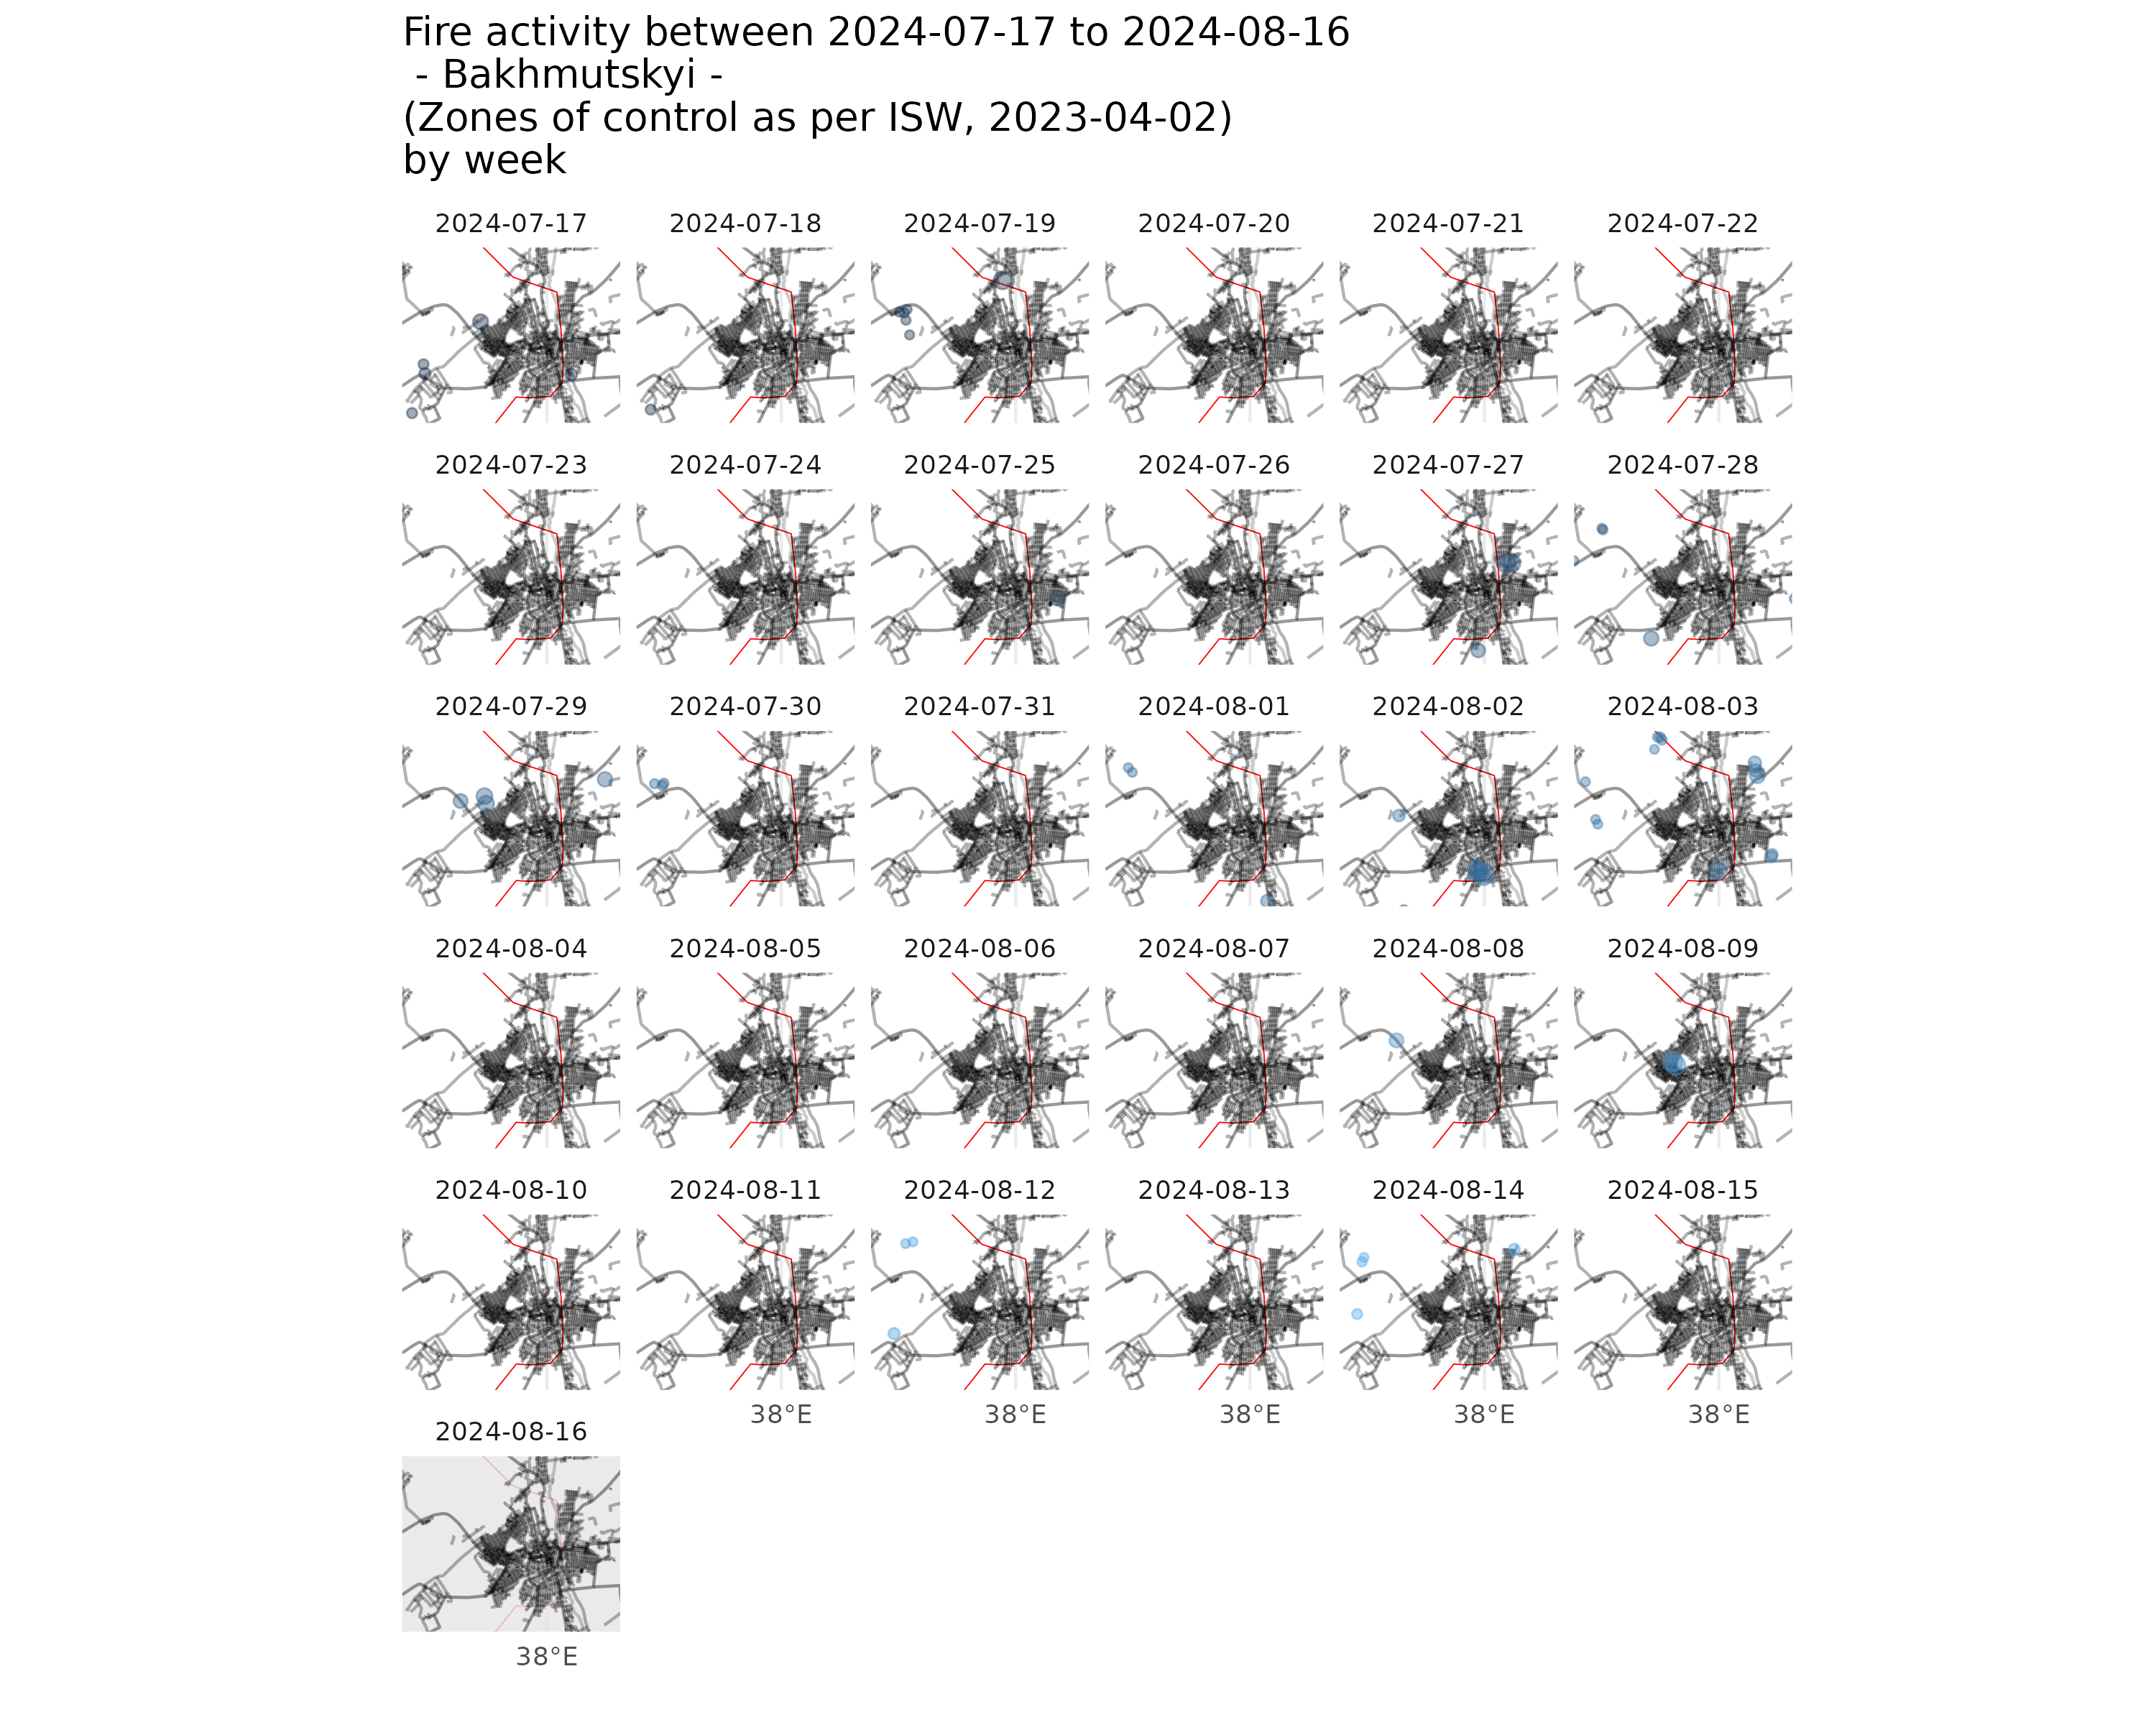 Fire activity between 2024-07-17 to 2024-08-16
- Bakhmutskyi -
(Zones of control as per ISW, 2023-04-02)
by week
2024-07-17 2024-07-18 2024-07-19 2024-07-20 2024-07-21 2024-07-22
2024-07-23 2024-07-24 2024-07-25 2024-07-26 2024-07-27 2024-07-28
2024-07-29 2024-07-30 2024-07-31 2024-08-01 2024-08-02 2024-08-03
2024-08-04 2024-08-05 2024-08-06 2024-08-07 2024-08-08 2024-08-09
2024-08-10 2024-08-11 2024-08-12 2024-08-13 2024-08-14 2024-08-15
38°E 38°E 38°E 38°E 38°E
2024-08-16
38°E